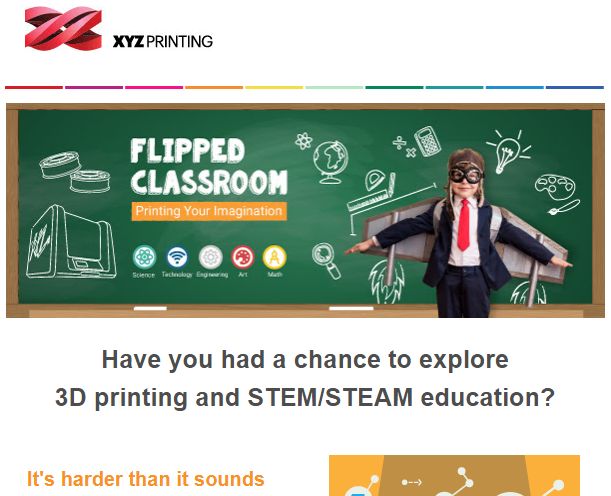 XYZPRINTING
FLIPPED
CLASSROOM
Printing Your Imagination
Science Technology Engineering Art Math
Have you had a chance to explore
3D printing and STEM/STEAM education?
It's harder than it sounds